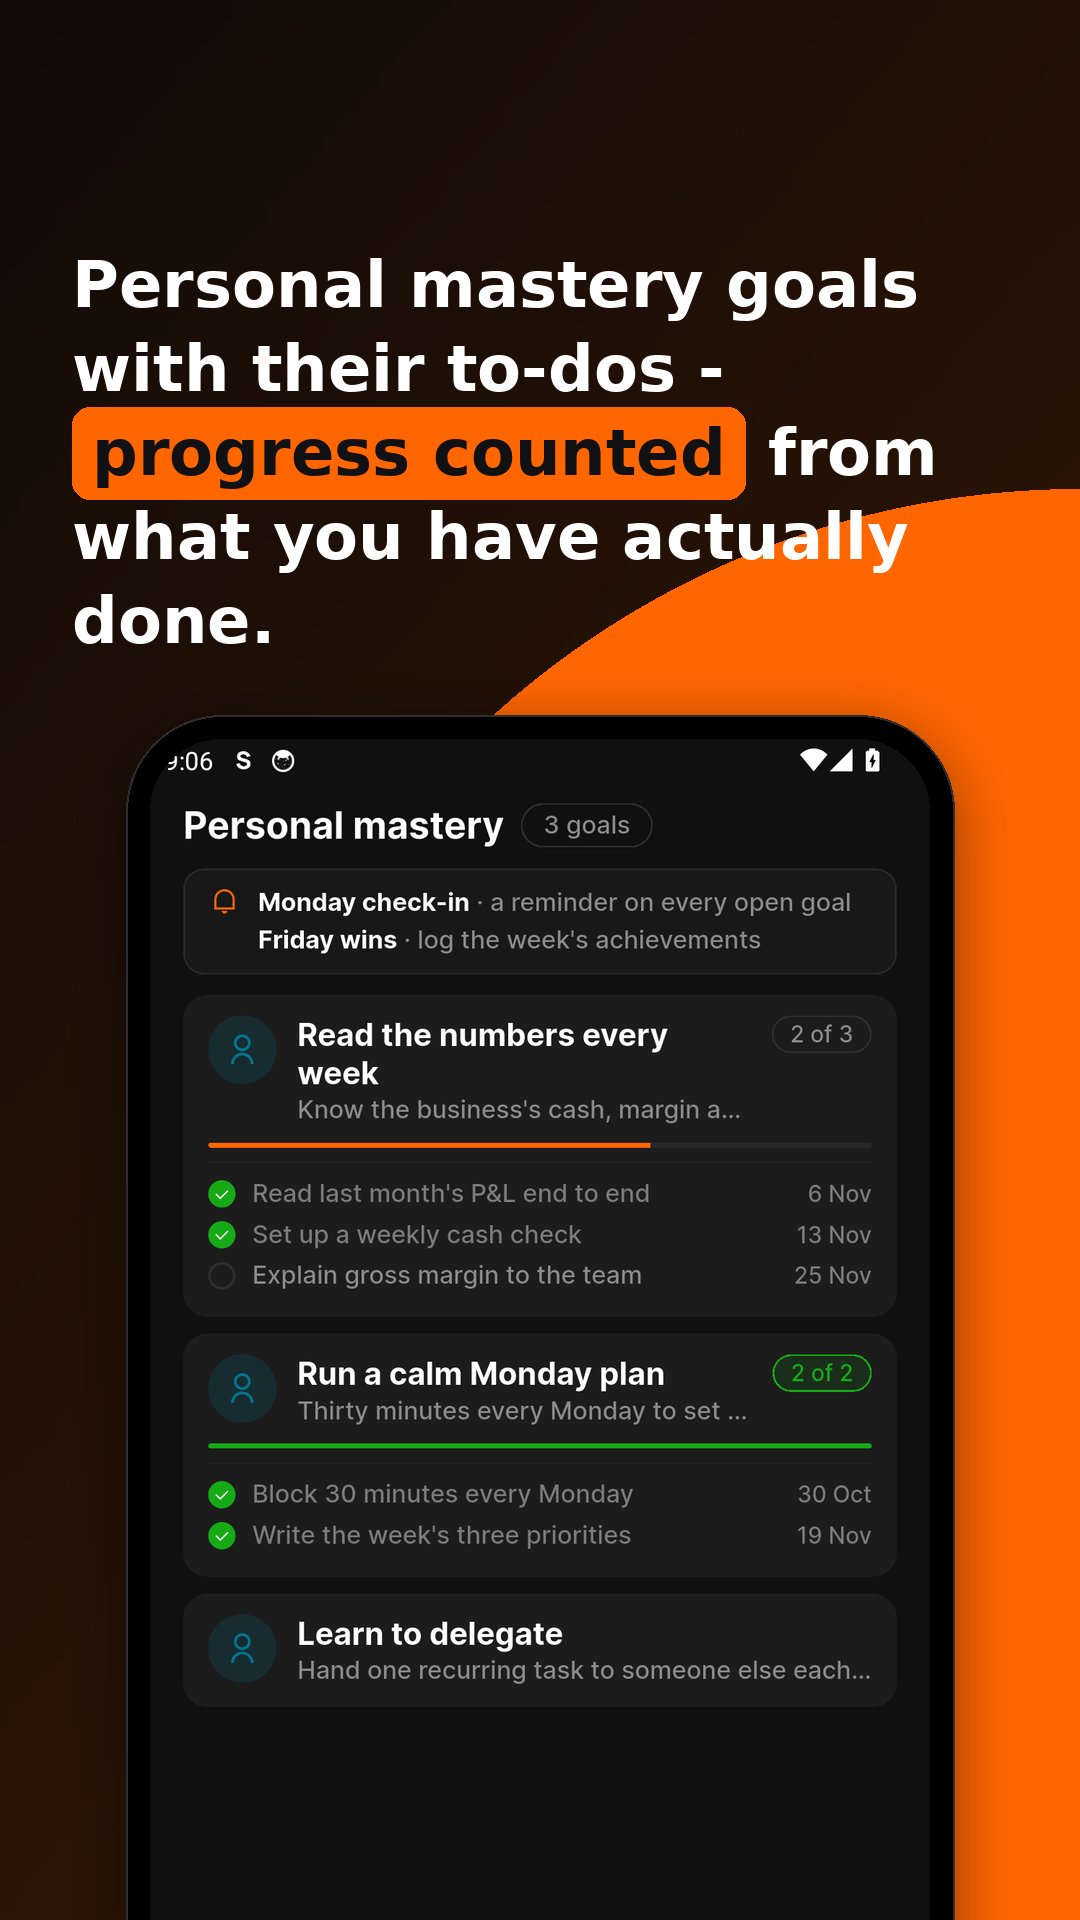 Personal mastery goals
with their to-dos -
progress counted from
what you have actually
done.
9:06 S
Personal mastery 3 goals
Monday check-in · a reminder on every open goal
Friday wins · log the week's achievements
Read the numbers every
week
2 of 3
Know the business's cash, margin a...
Read last month's P&L end to end 6 Nov
Set up a weekly cash check 13 Nov
Explain gross margin to the team 25 Nov
Run a calm Monday plan 2 of 2
Thirty minutes every Monday to set ...
Block 30 minutes every Monday 30 Oct
Write the week's three priorities 19 Nov
Learn to delegate
Hand one recurring task to someone else each...